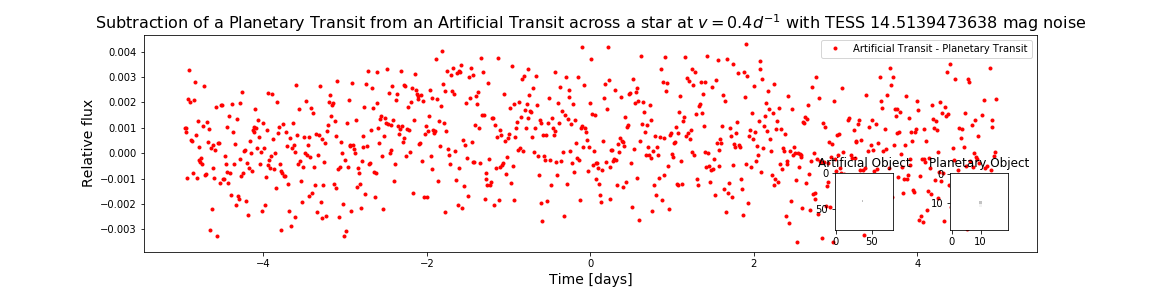 Subtraction of a Planetary Transit from an Artificial Transit across a star at v = 0.4d⁻¹ with TESS 14.5139473638 mag noise
Artificial Transit - Planetary Transit
Relative flux
0.004
0.003
0.002
0.001
0.000
−0.001
−0.002
−0.003
Artificial Object
0
50
0 50
Planetary Object
0
10
0 10
−4 −2 0 2 4
Time [days]